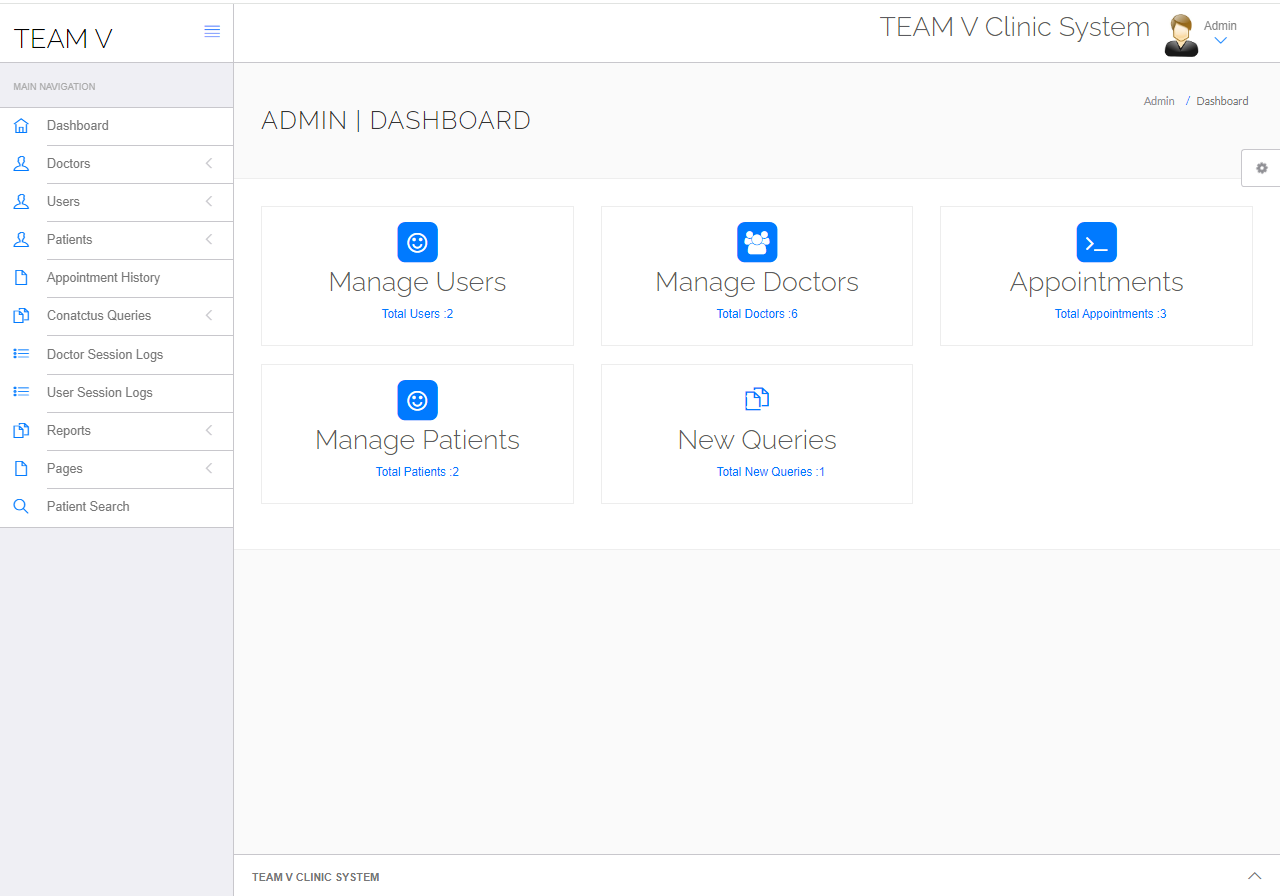 TEAM V
TEAM V Clinic System
Admin
MAIN NAVIGATION
Dashboard
Doctors
Users
Patients
Appointment History
Conatctus Queries
Doctor Session Logs
User Session Logs
Reports
Pages
Patient Search
ADMIN | DASHBOARD
Admin / Dashboard
Manage Users
Total Users :2
Manage Doctors
Total Doctors :6
Appointments
Total Appointments :3
Manage Patients
Total Patients :2
New Queries
Total New Queries :1
TEAM V CLINIC SYSTEM